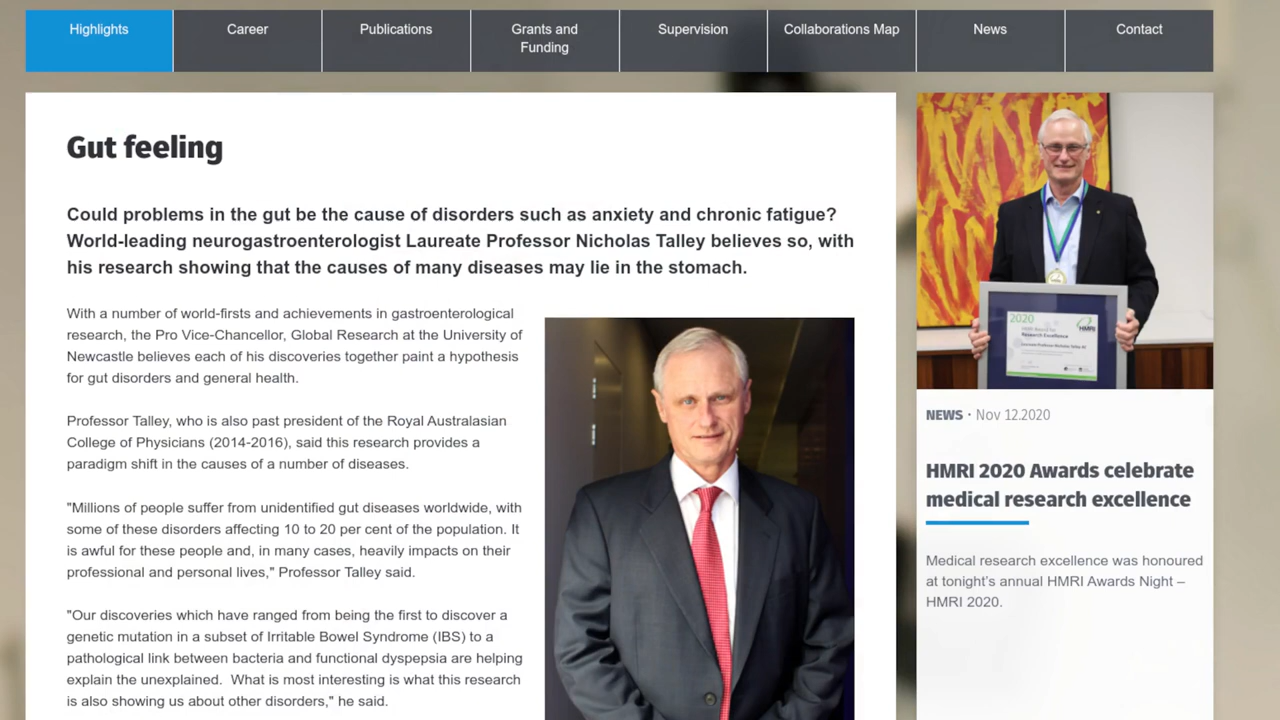 Highlights
Career
Publications
Grants and
Funding
Supervision
Collaborations Map
News
Contact
Gut feeling
Could problems in the gut be the cause of disorders such as anxiety and chronic fatigue?
World-leading neurogastroenterologist Laureate Professor Nicholas Talley believes so, with
his research showing that the causes of many diseases may lie in the stomach.
With a number of world-firsts and achievements in gastroenterological
research, the Pro Vice-Chancellor, Global Research at the University of
Newcastle believes each of his discoveries together paint a hypothesis
for gut disorders and general health.
Professor Talley, who is also past president of the Royal Australasian
College of Physicians (2014-2016), said this research provides a
paradigm shift in the causes of a number of diseases.
"Millions of people suffer from unidentified gut diseases worldwide, with
some of these disorders affecting 10 to 20 per cent of the population. It
is awful for these people and, in many cases, heavily impacts on their
professional and personal lives," Professor Talley said.
"Our discoveries which have ranged from being the first to discover a
genetic mutation in a subset of Irritable Bowel Syndrome (IBS) to a
pathological link between bacteria and functional dyspepsia are helping
explain the unexplained. What is most interesting is what this research
is also showing us about other disorders," he said.
2020
HMRI
Research Excellence
NEWS · Nov 12.2020
HMRI 2020 Awards celebrate
medical research excellence
Medical research excellence was honoured
at tonight's annual HMRI Awards Night –
HMRI 2020.